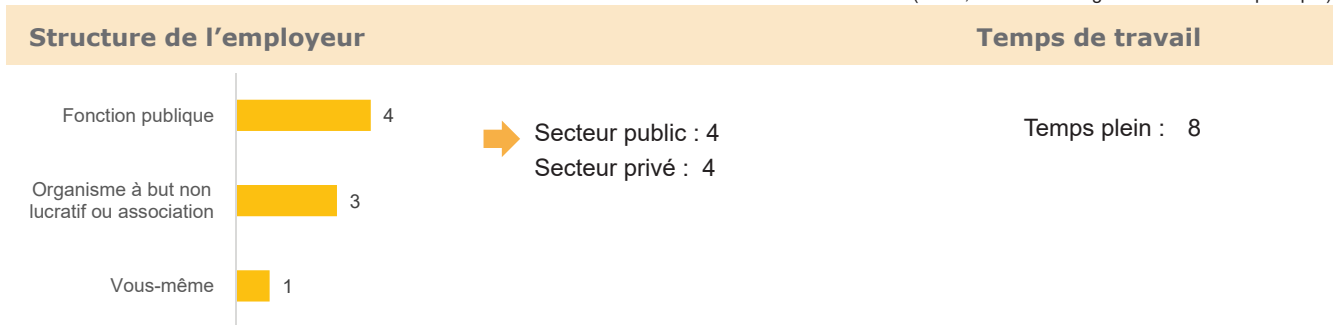 Structure de l’employeur
Temps de travail
Fonction publique
4
Organisme à but non
lucratif ou association
3
Vous-même
1
Secteur public : 4
Secteur privé : 4
Temps plein : 8